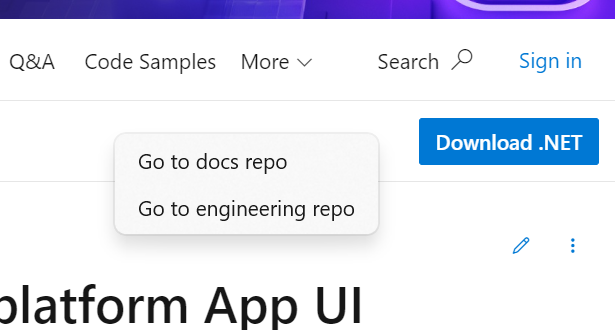 Q&A Code Samples More Search Sign in
Download .NET
Go to docs repo
Go to engineering repo
platform App UI